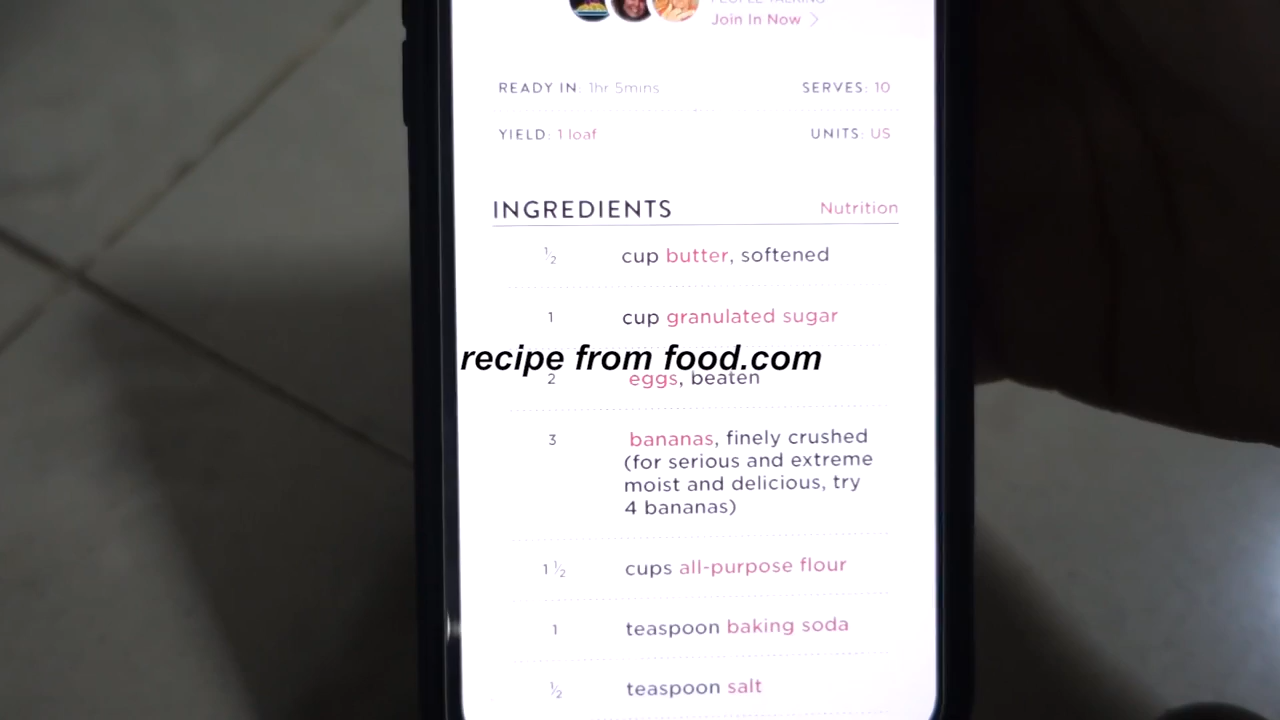 Join In Now >
READY IN: 1hr 5mins
SERVES: 10
YIELD: 1 loaf
UNITS: US
INGREDIENTS
Nutrition
½ cup butter, softened
1 cup granulated sugar
recipe from food.com
2 eggs, beaten
3 bananas, finely crushed
(for serious and extreme
moist and delicious, try
4 bananas)
1 ½ cups all-purpose flour
1 teaspoon baking soda
½ teaspoon salt